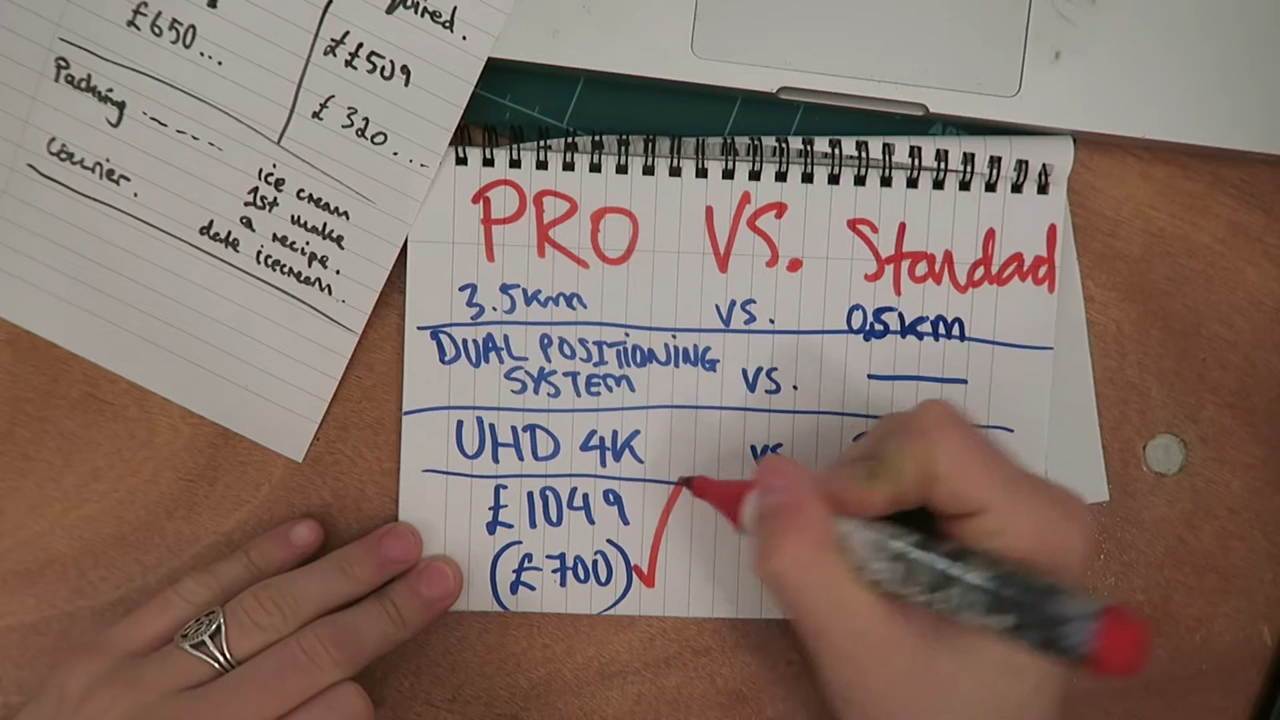 £650...
££509
£320...
Packing -----
courier.
ice cream
1st make
a recipe.
date icecream.
PRO VS. Standad
3.5km vs. 0.5km
DUAL POSITIONING
SYSTEM vs.
UHD 4K vs
£1049
(£700)